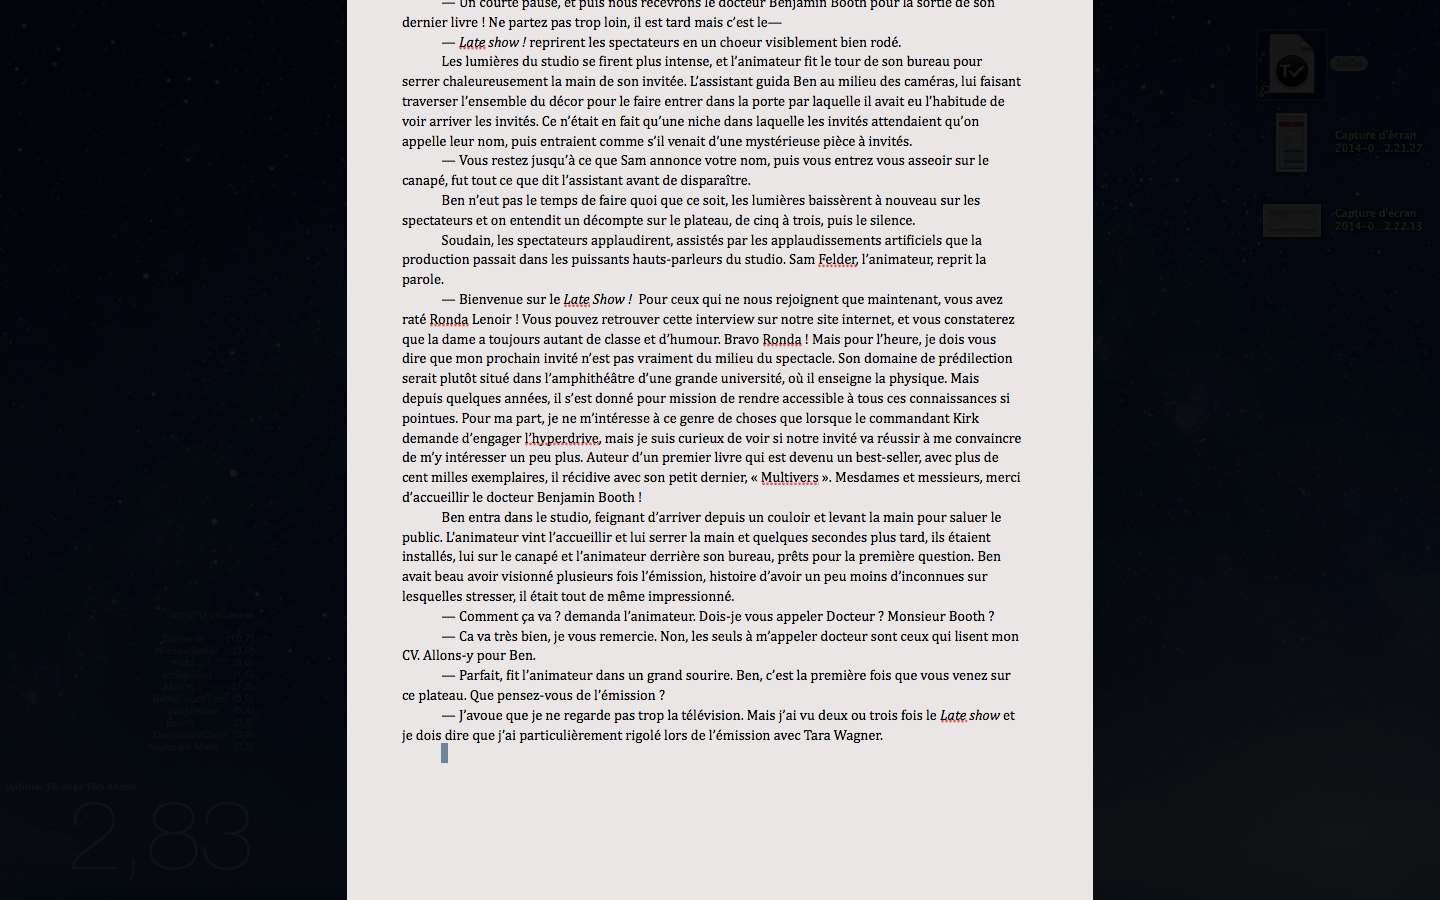 — Un courte pause, et puis nous recevrons le docteur Benjamin Booth pour la sortie de son
dernier livre ! Ne partez pas trop loin, il est tard mais c’est le—
— Late show ! reprirent les spectateurs en un choeur visiblement bien rodé.
Les lumières du studio se firent plus intense, et l’animateur fit le tour de son bureau pour
serrer chaleureusement la main de son invitée. L’assistant guida Ben au milieu des caméras, lui faisant
traverser l’ensemble du décor pour le faire entrer dans la porte par laquelle il avait eu l’habitude de
voir arriver les invités. Ce n’était en fait qu’une niche dans laquelle les invités attendaient qu’on
appelle leur nom, puis entraient comme s’il venait d’une mystérieuse pièce à invités.
— Vous restez jusqu’à ce que Sam annonce votre nom, puis vous entrez vous asseoir sur le
canapé, fut tout ce que dit l’assistant avant de disparaître.
Ben n’eut pas le temps de faire quoi que ce soit, les lumières baissèrent à nouveau sur les
spectateurs et on entendit un décompte sur le plateau, de cinq à trois, puis le silence.
Soudain, les spectateurs applaudirent, assistés par les applaudissements artificiels que la
production passait dans les puissants hauts-parleurs du studio. Sam Felder, l’animateur, reprit la
parole.
— Bienvenue sur le Late Show ! Pour ceux qui ne nous rejoignent que maintenant, vous avez
raté Ronda Lenoir ! Vous pouvez retrouver cette interview sur notre site internet, et vous constaterez
que la dame a toujours autant de classe et d’humour. Bravo Ronda ! Mais pour l’heure, je dois vous
dire que mon prochain invité n’est pas vraiment du milieu du spectacle. Son domaine de prédilection
serait plutôt situé dans l’amphithéâtre d’une grande université, où il enseigne la physique. Mais
depuis quelques années, il s’est donné pour mission de rendre accessible à tous ces connaissances si
pointues. Pour ma part, je ne m’intéresse à ce genre de choses que lorsque le commandant Kirk
demande d’engager l’hyperdrive, mais je suis curieux de voir si notre invité va réussir à me convaincre
de m’y intéresser un peu plus. Auteur d’un premier livre qui est devenu un best-seller, avec plus de
cent milles exemplaires, il récidive avec son petit dernier, « Multivers ». Mesdames et messieurs, merci
d’accueillir le docteur Benjamin Booth !
Ben entra dans le studio, feignant d’arriver depuis un couloir et levant la main pour saluer le
public. L’animateur vint l’accueillir et lui serrer la main et quelques secondes plus tard, ils étaient
installés, lui sur le canapé et l’animateur derrière son bureau, prêts pour la première question. Ben
avait beau avoir visionné plusieurs fois l’émission, histoire d’avoir un peu moins d’inconnues sur
lesquelles stresser, il était tout de même impressionné.
— Comment ça va ? demanda l’animateur. Dois-je vous appeler Docteur ? Monsieur Booth ?
— Ca va très bien, je vous remercie. Non, les seuls à m’appeler docteur sont ceux qui lisent mon
CV. Allons-y pour Ben.
— Parfait, fit l’animateur dans un grand sourire. Ben, c’est la première fois que vous venez sur
ce plateau. Que pensez-vous de l’émission ?
— J’avoue que je ne regarde pas trop la télévision. Mais j’ai vu deux ou trois fois le Late show et
je dois dire que j’ai particulièrement rigolé lors de l’émission avec Tara Wagner.
ToDo
Capture d’écran
2014-0...2.21.27
Capture d’écran
2014-0...2.22.13
2,83